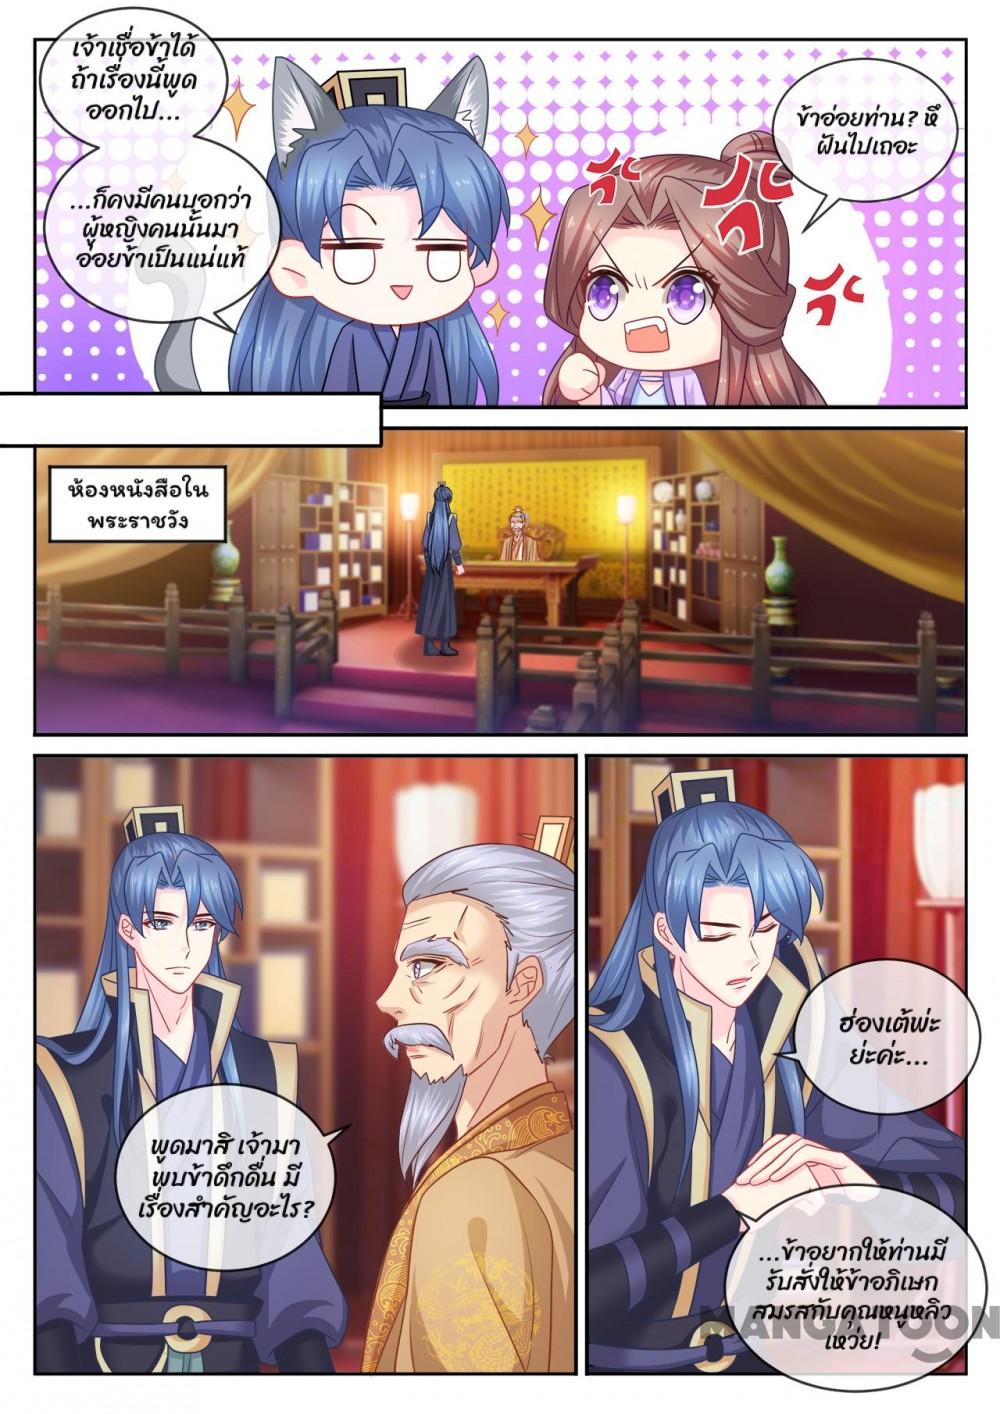 เจ้าเชื่อข้าได้
ถ้าเรื่องนี้พูด
ออกไป...
...ก็คงมีคนบอกว่า
ผู้หญิงคนนั้นมา
อ่อยข้าเป็นแน่แท้
ข้าอ่อยท่าน? หึ
ฝันไปเถอะ
ห้องหนังสือใน
พระราชวัง
พูดมาสิ เจ้ามา
พบข้าดึกดื่น มี
เรื่องสำคัญอะไร?
ฮ่องเต้พ่ะ
ย่ะค่ะ...
...ข้าอยากให้ท่านมี
รับสั่งให้ข้าอภิเษก
สมรสกับคุณหนูหลิว
เหว่ย!
MANGATOON